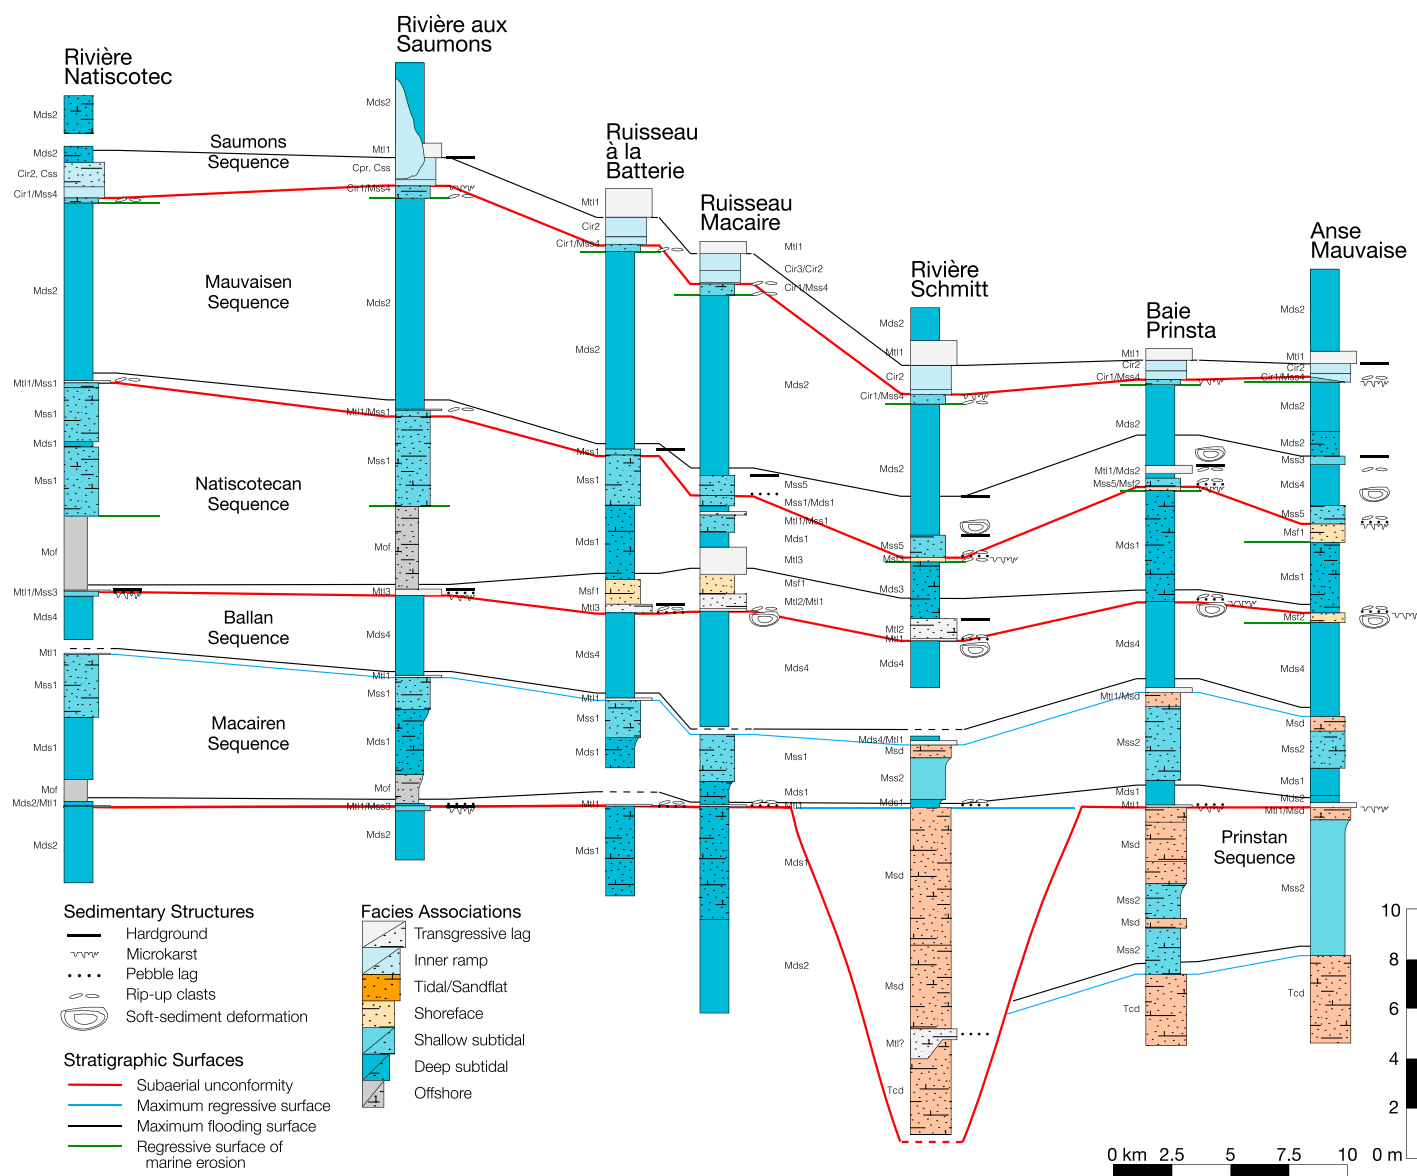 Rivière
Natiscotec
Mds2
Mds2
Cir2, Css
Cir1/Mss4
Mds2
Mtl1/Mss1
Mss1
Mds1
Mss1
Mof
Mtl1/Mss3
Mds4
Mtl1
Mss1
Mds1
Mof
Mds2/Mtl1
Mds2
Saumons
Sequence
Mauvaisen
Sequence
Natiscotecan
Sequence
Ballan
Sequence
Macairen
Sequence
Rivière aux
Saumons
Mds2
Mtl1
Cpr, Css
Cir1/Mss4
Mds2
Mtl1/Mss1
Mss1
Mof
Mtl3
Mds4
Mtl1
Mss1
Mds1
Mof
Mtl1/Mss3
Mds2
Ruisseau
à la
Batterie
Mtl1
Cir2
Cir1/Mss4
Mds2
Mss1
Mss1
Mds1
Msf1
Mtl3
Mds4
Mtl1
Mss1
Mds1
Mtl1
Mds1
Ruisseau
Macaire
Mtl1
Cir3/Cir2
Cir1/Mss4
Mds2
Mss5
Mss1/Mds1
Mtl1/Mss1
Mds1
Mtl3
Msf1
Mtl2/Mtl1
Mds4
Mss1
Mds1
Mtl1
Mds1
Mds2
Rivière
Schmitt
Mds2
Mtl1
Cir2
Cir1/Mss4
Mds2
Mss5
Mds3
Mtl2
Mtl1
Mds4
Mds4/Mtl1
Msd
Mss2
Mds1
Msd
Msd
Mtl?
Tcd
Baie
Prinsta
Mtl1
Cir2
Cir1/Mss4
Mds2
Mtl1/Mds2
Mss5/Msf2
Mds1
Mds4
Mtl1/Msd
Mss2
Mds1
Mtl1
Msd
Mss2
Msd
Mss2
Tcd
Anse
Mauvaise
Mds2
Mtl1
Cir2
Cir1/Mss4
Mds2
Mds2
Mss3
Mds4
Mss5
Msf1
Mds1
Msf2
Mds4
Msd
Mss2
Mds1
Mds2
Mtl1/Msd
Prinstan
Sequence
Mss2
Tcd
Sedimentary Structures
Hardground
Microkarst
Pebble lag
Rip-up clasts
Soft-sediment deformation
Stratigraphic Surfaces
Subaerial unconformity
Maximum regressive surface
Maximum flooding surface
Regressive surface of
marine erosion
Facies Associations
Transgressive lag
Inner ramp
Tidal/Sandflat
Shoreface
Shallow subtidal
Deep subtidal
Offshore
10
8
6
4
2
0 m
0 km 2.5 5 7.5 10